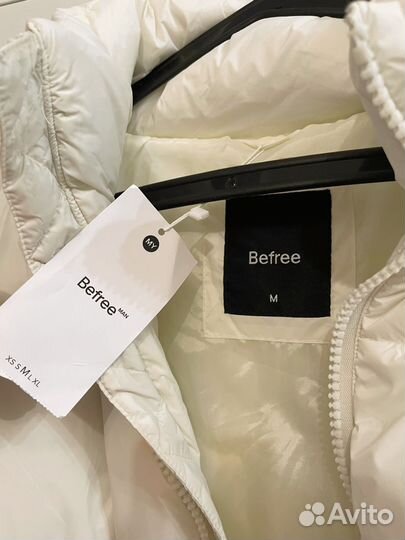 MY
Befree MAN
XS S M L XL
Befree
M
Avito